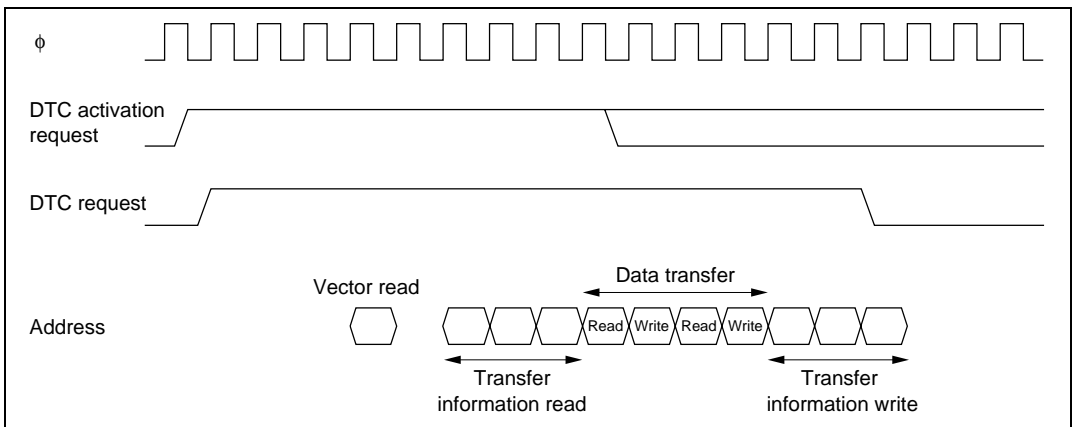 ϕ
DTC activation
request
DTC request
Vector read
Data transfer
Address
Read Write Read Write
Transfer
information read
Transfer
information write